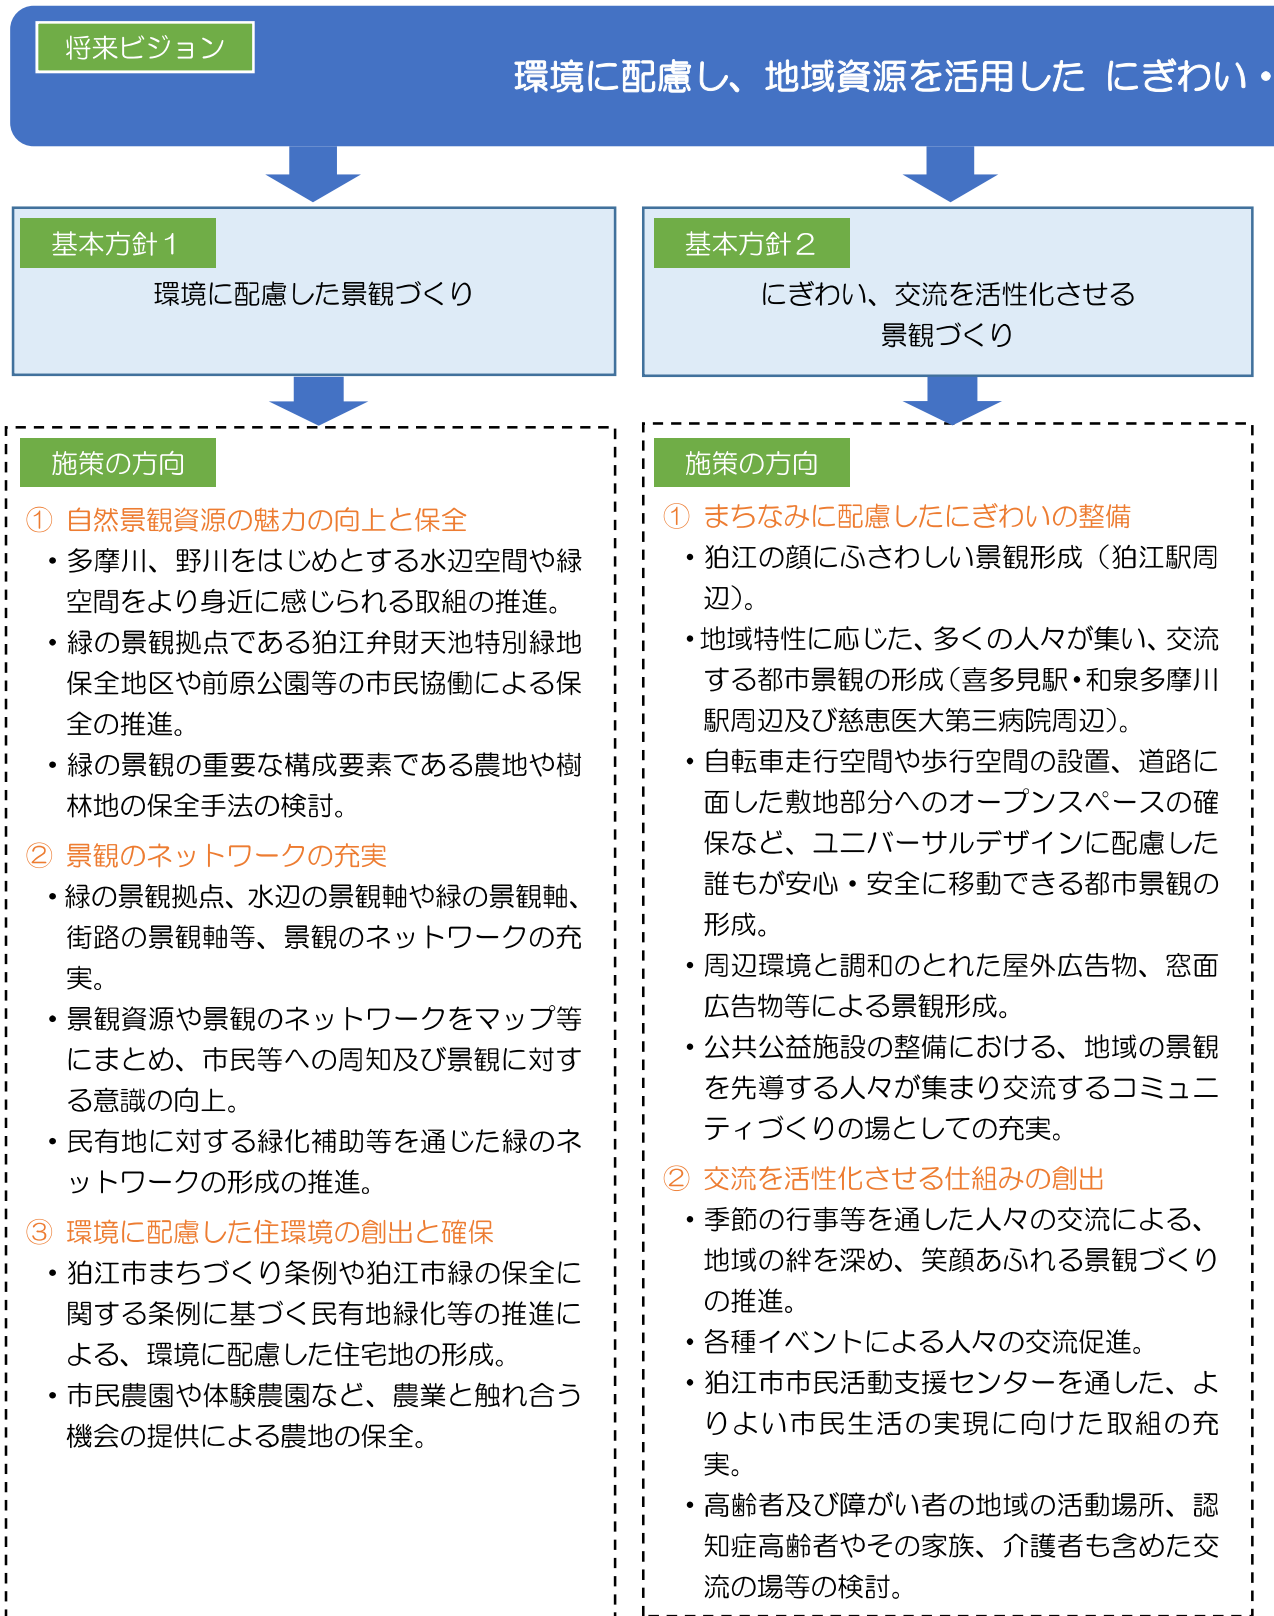 将来ビジョン
環境に配慮し、地域資源を活用した にぎわい・
基本方針１
環境に配慮した景観づくり
施策の方向
① 自然景観資源の魅力の向上と保全
・多摩川、野川をはじめとする水辺空間や緑
空間をより身近に感じられる取組の推進。
・緑の景観拠点である狛江弁財天池特別緑地
保全地区や前原公園等の市民協働による保
全の推進。
・緑の景観の重要な構成要素である農地や樹
林地の保全手法の検討。
② 景観のネットワークの充実
・緑の景観拠点、水辺の景観軸や緑の景観軸、
街路の景観軸等、景観のネットワークの充
実。
・景観資源や景観のネットワークをマップ等
にまとめ、市民等への周知及び景観に対す
る意識の向上。
・民有地に対する緑化補助等を通じた緑のネ
ットワークの形成の推進。
③ 環境に配慮した住環境の創出と確保
・狛江市まちづくり条例や狛江市緑の保全に
関する条例に基づく民有地緑化等の推進に
よる、環境に配慮した住宅地の形成。
・市民農園や体験農園など、農業と触れ合う
機会の提供による農地の保全。
基本方針２
にぎわい、交流を活性化させる
景観づくり
施策の方向
① まちなみに配慮したにぎわいの整備
・狛江の顔にふさわしい景観形成（狛江駅周
辺）。
・地域特性に応じた、多くの人々が集い、交流
する都市景観の形成（喜多見駅・和泉多摩川
駅周辺及び慈恵医大第三病院周辺）。
・自転車走行空間や歩行空間の設置、道路に
面した敷地部分へのオープンスペースの確
保など、ユニバーサルデザインに配慮した
誰もが安心・安全に移動できる都市景観の
形成。
・周辺環境と調和のとれた屋外広告物、窓面
広告物等による景観形成。
・公共公益施設の整備における、地域の景観
を先導する人々が集まり交流するコミュニ
ティづくりの場としての充実。
② 交流を活性化させる仕組みの創出
・季節の行事等を通した人々の交流による、
地域の絆を深め、笑顔あふれる景観づくり
の推進。
・各種イベントによる人々の交流促進。
・狛江市市民活動支援センターを通した、よ
りよい市民生活の実現に向けた取組の充
実。
・高齢者及び障がい者の地域の活動場所、認
知症高齢者やその家族、介護者も含めた交
流の場等の検討。